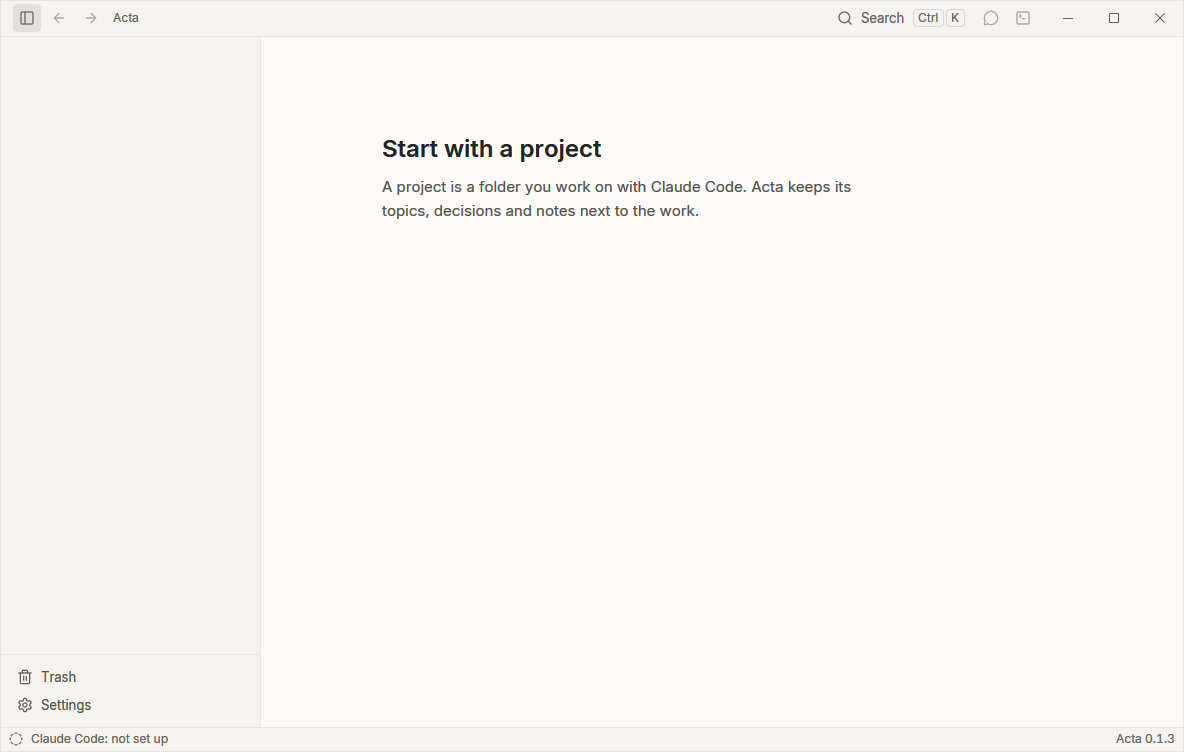 Acta
Search Ctrl K
Start with a project
A project is a folder you work on with Claude Code. Acta keeps its
topics, decisions and notes next to the work.
Trash
Settings
Claude Code: not set up
Acta 0.1.3